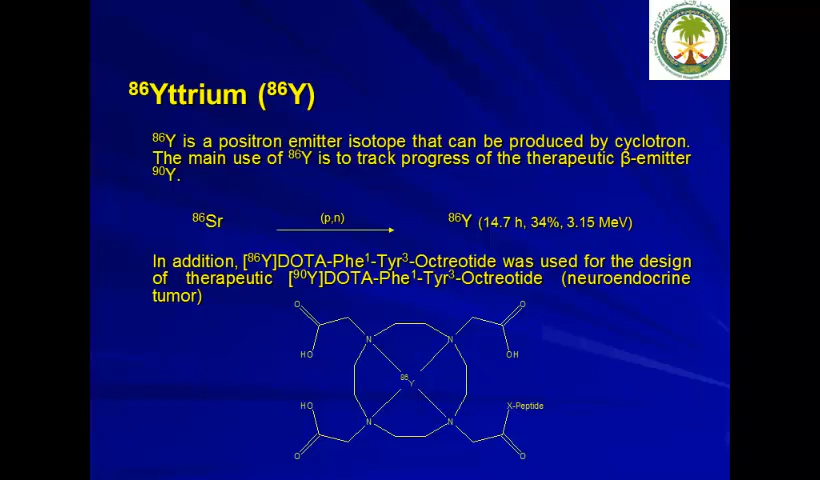 ⁸⁶Yttrium (⁸⁶Y)
⁸⁶Y is a positron emitter isotope that can be produced by cyclotron.
The main use of ⁸⁶Y is to track progress of the therapeutic β-emitter
⁹⁰Y.
⁸⁶Sr (p,n) ⁸⁶Y (14.7 h, 34%, 3.15 MeV)
In addition, [⁸⁶Y]DOTA-Phe¹-Tyr³-Octreotide was used for the design
of therapeutic [⁹⁰Y]DOTA-Phe¹-Tyr³-Octreotide (neuroendocrine
tumor)
O O
N N
HO OH
⁸⁶Y
HO X-Peptide
N N
O O